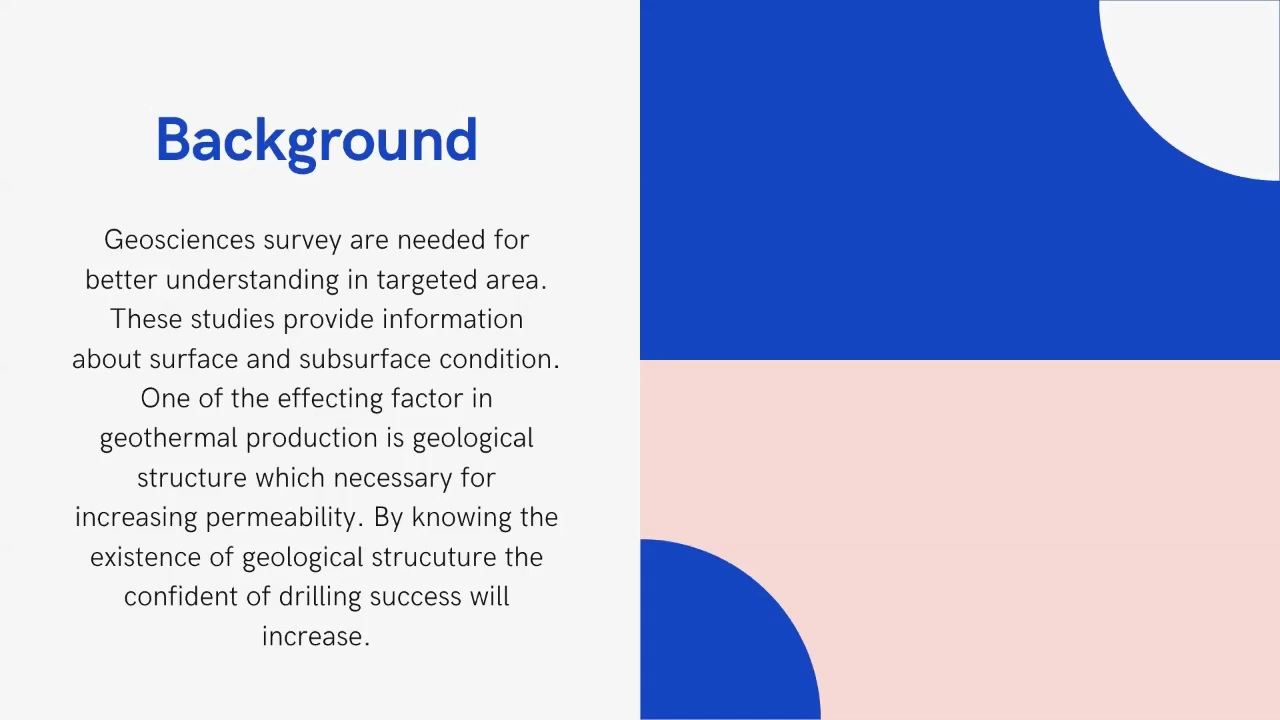 Background
Geosciences survey are needed for
better understanding in targeted area.
These studies provide information
about surface and subsurface condition.
One of the effecting factor in
geothermal production is geological
structure which necessary for
increasing permeability. By knowing the
existence of geological strucuture the
confident of drilling success will
increase.